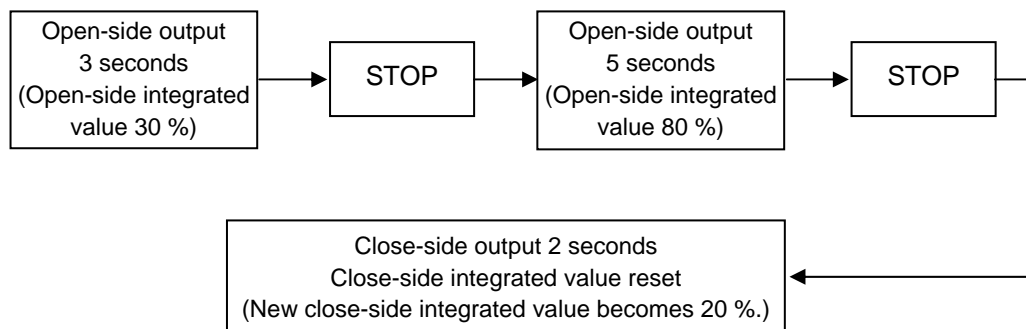 Open-side output
3 seconds
(Open-side integrated
value 30 %)
STOP
Open-side output
5 seconds
(Open-side integrated
value 80 %)
STOP
Close-side output 2 seconds
Close-side integrated value reset
(New close-side integrated value becomes 20 %.)